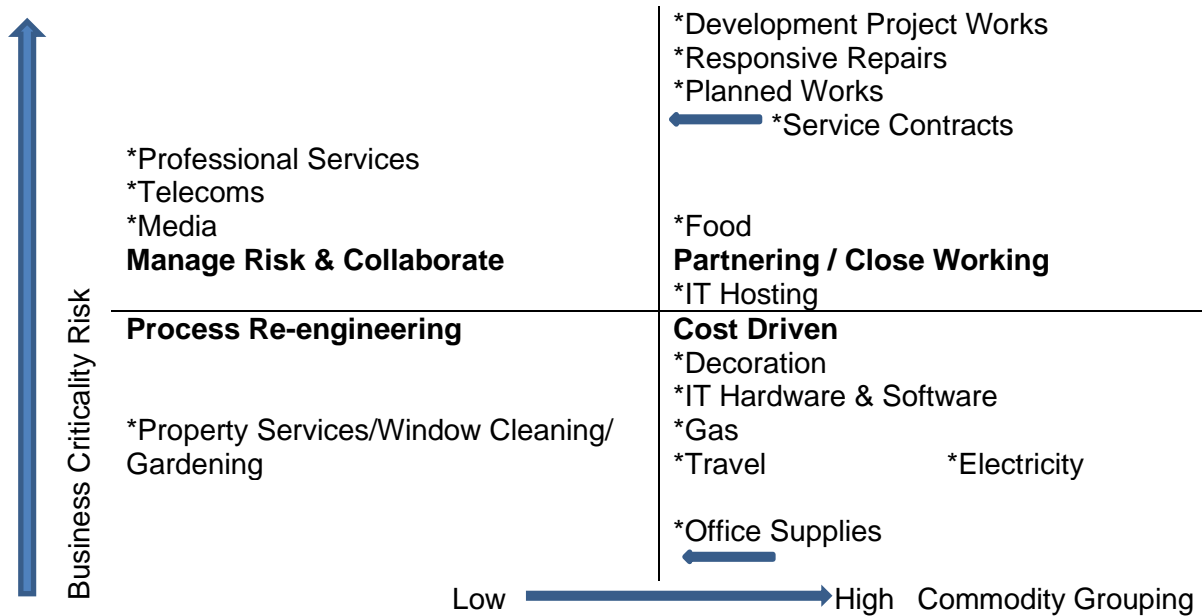 *Development Project Works
*Responsive Repairs
*Planned Works
*Service Contracts
*Professional Services
*Telecoms
*Media
*Food
Manage Risk & Collaborate
Partnering / Close Working
*IT Hosting
Process Re-engineering
Cost Driven
*Decoration
*IT Hardware & Software
*Property Services/Window Cleaning/
Gardening
*Gas
*Travel
*Electricity
*Office Supplies
Business Criticality Risk
Low
High
Commodity Grouping